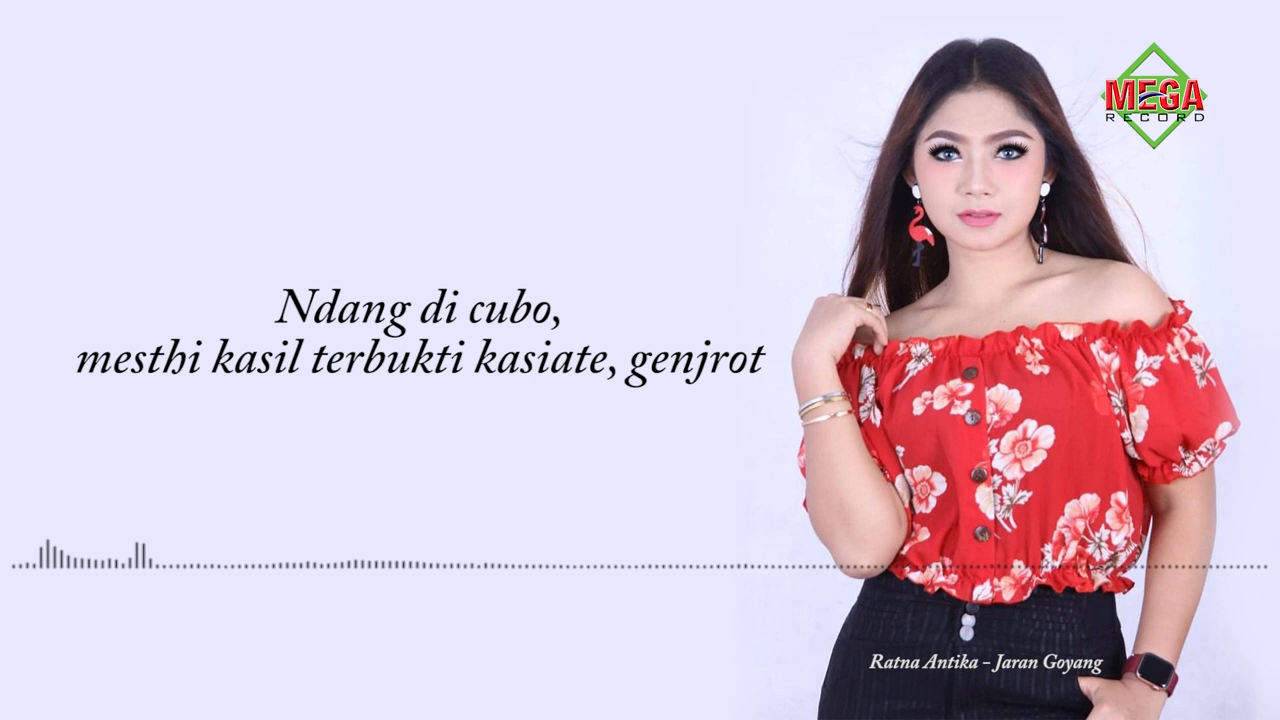 MEGA
RECORD
Ndang di cubo,
mesthi kasil terbukti kasiate, genjrot
Ratna Antika - Jaran Goyang